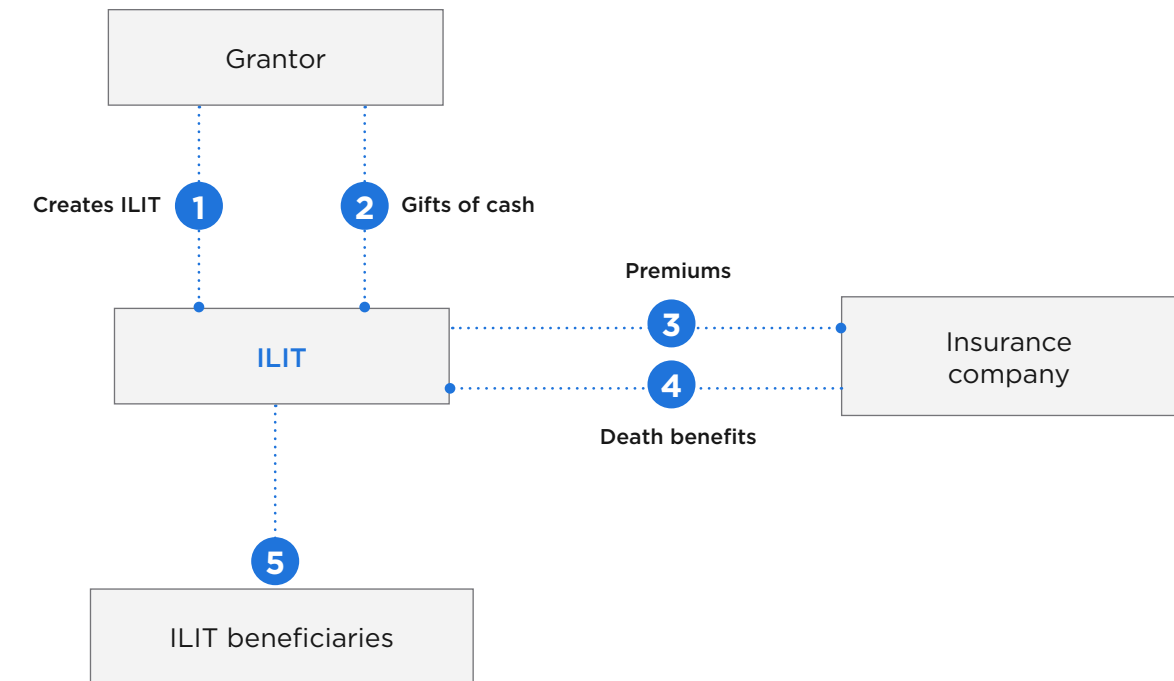 Grantor
Creates ILIT
1
2
Gifts of cash
Premiums
3
ILIT
Insurance
company
4
Death benefits
5
ILIT beneficiaries